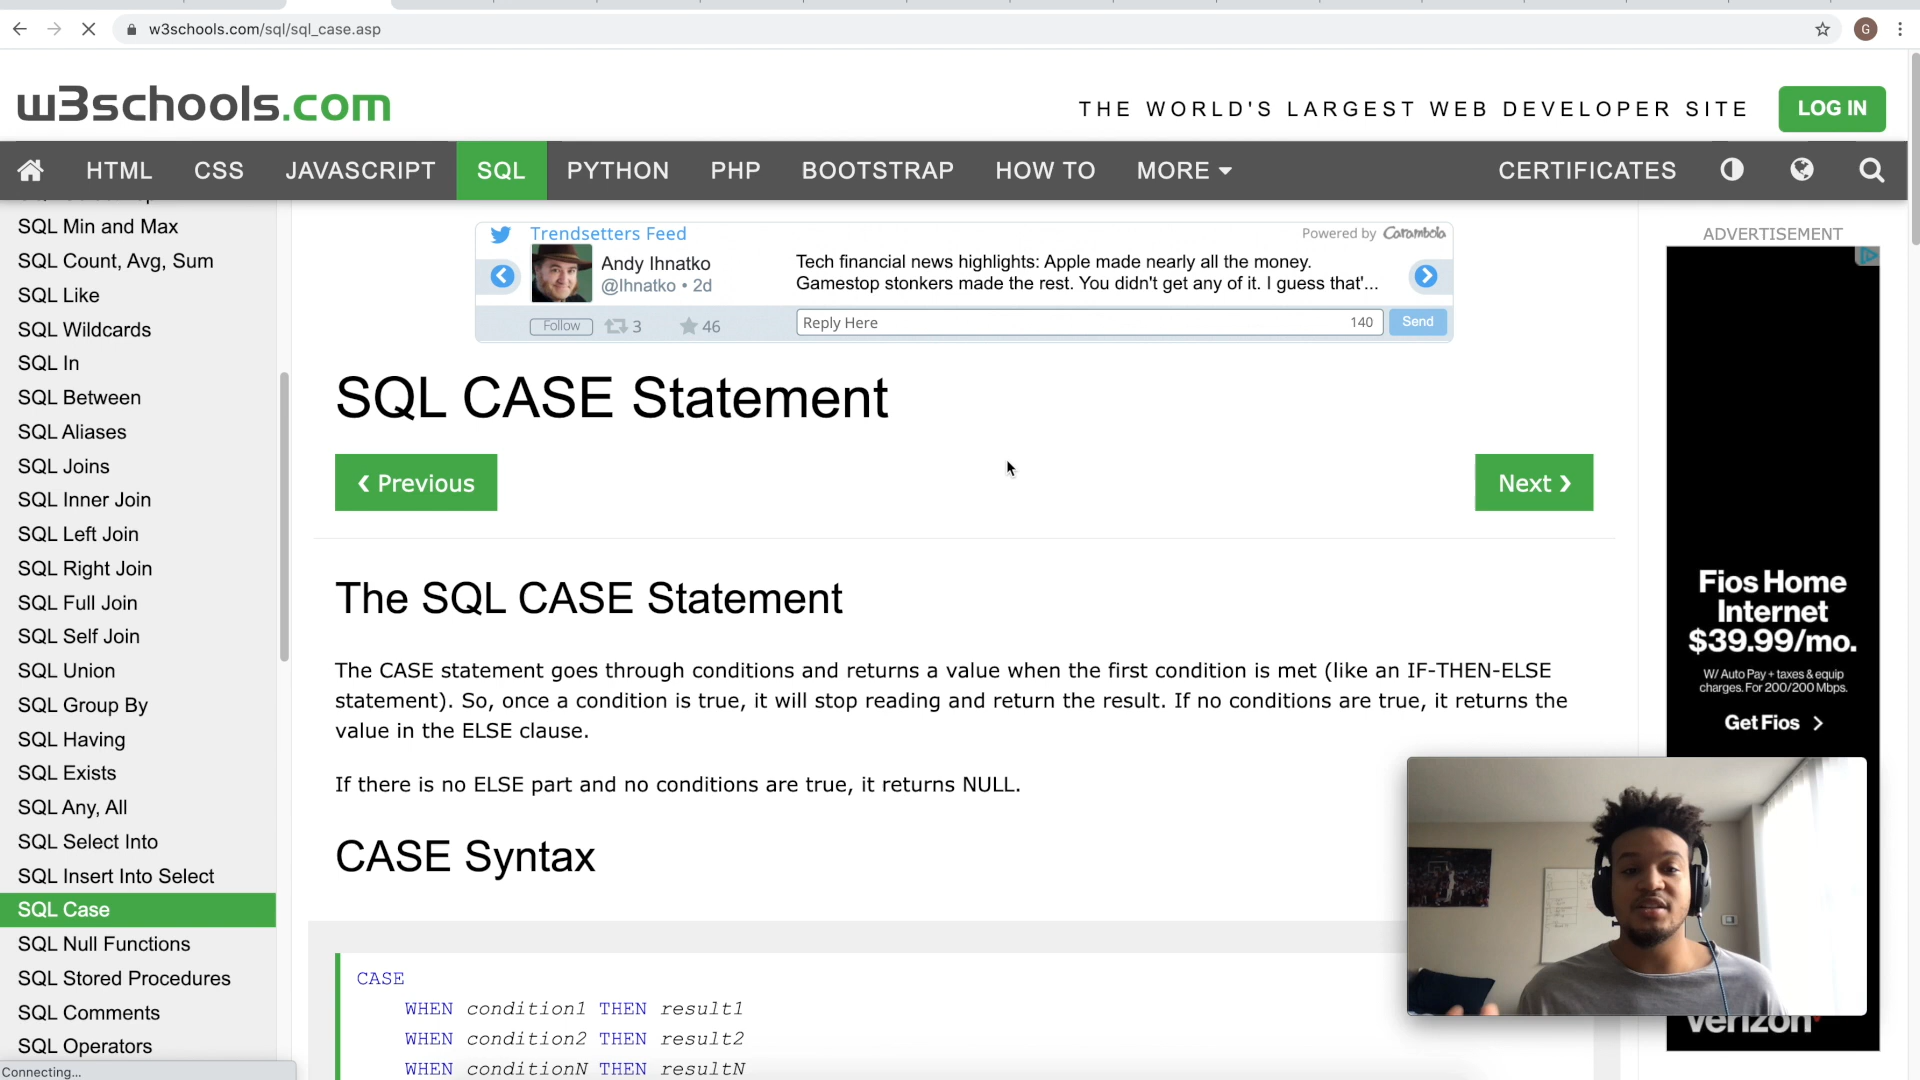 w3schools.com/sql/sql_case.asp
G
w3schools.com
THE WORLD'S LARGEST WEB DEVELOPER SITE
LOG IN
HTML
CSS
JAVASCRIPT
SQL
PYTHON
PHP
BOOTSTRAP
HOW TO
MORE
CERTIFICATES
SQL Min and Max
SQL Count, Avg, Sum
SQL Like
SQL Wildcards
SQL In
SQL Between
SQL Aliases
SQL Joins
SQL Inner Join
SQL Left Join
SQL Right Join
SQL Full Join
SQL Self Join
SQL Union
SQL Group By
SQL Having
SQL Exists
SQL Any, All
SQL Select Into
SQL Insert Into Select
SQL Case
SQL Null Functions
SQL Stored Procedures
SQL Comments
SQL Operators
Connecting...
Trendsetters Feed
Powered by Carambola
Andy Ihnatko
@Ihnatko • 2d
Tech financial news highlights: Apple made nearly all the money.
Gamestop stonkers made the rest. You didn't get any of it. I guess that'...
Follow
3
46
Reply Here
140
Send
SQL CASE Statement
❮ Previous
Next ❯
The SQL CASE Statement
The CASE statement goes through conditions and returns a value when the first condition is met (like an IF-THEN-ELSE
statement). So, once a condition is true, it will stop reading and return the result. If no conditions are true, it returns the
value in the ELSE clause.
If there is no ELSE part and no conditions are true, it returns NULL.
CASE Syntax
CASE
WHEN condition1 THEN result1
WHEN condition2 THEN result2
WHEN conditionN THEN resultN
ADVERTISEMENT
Fios Home
Internet
$39.99/mo.
W/ Auto Pay + taxes & equip
charges. For 200/200 Mbps.
Get Fios >
verizon